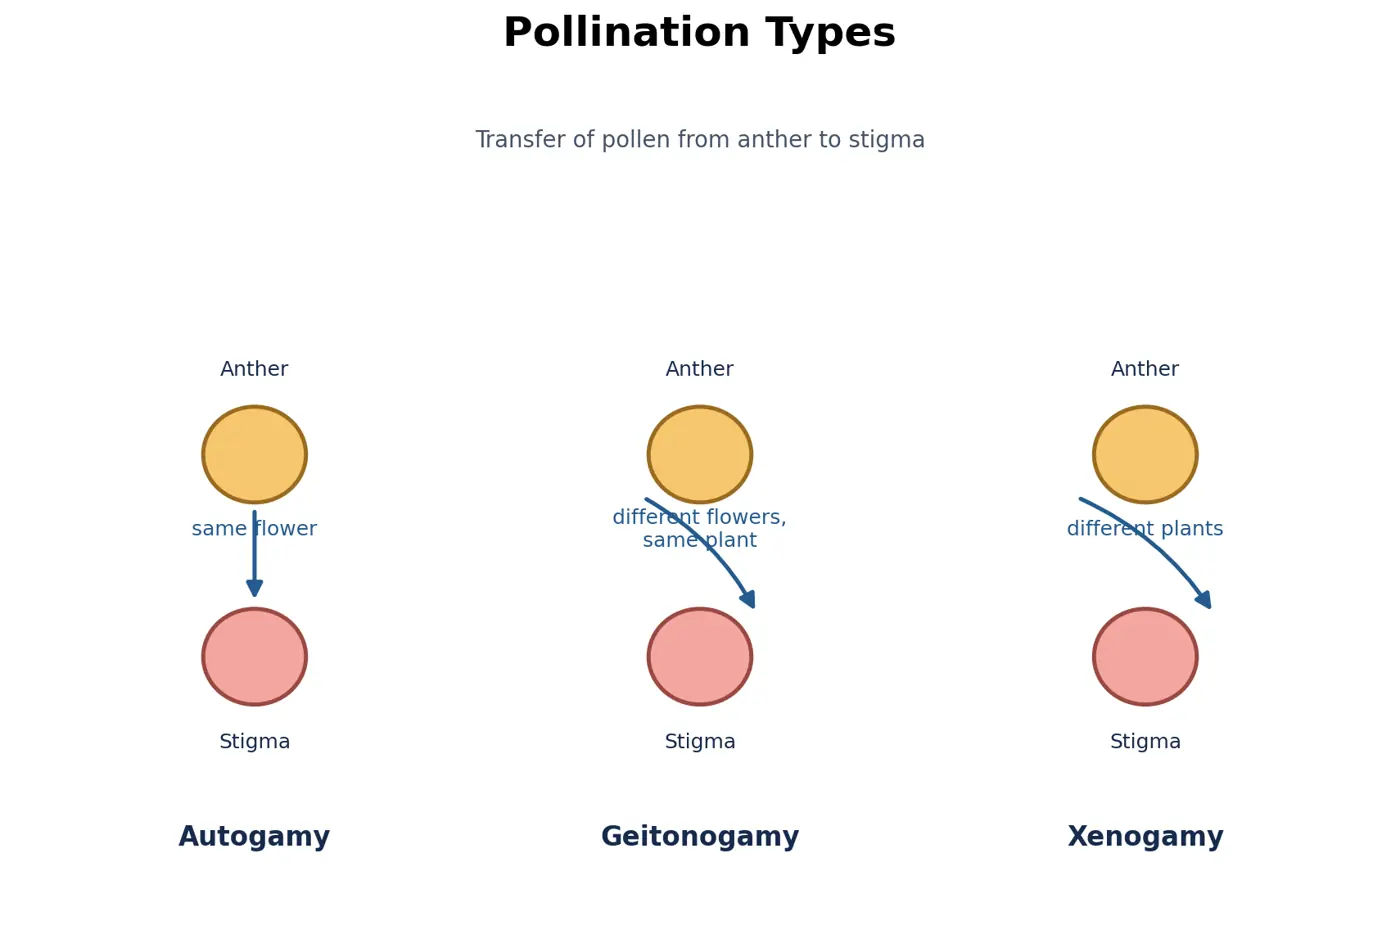 Pollination Types
Transfer of pollen from anther to stigma
Anther
Anther
Anther
same flower
different flowers,
same plant
different plants
Stigma
Stigma
Stigma
Autogamy
Geitonogamy
Xenogamy